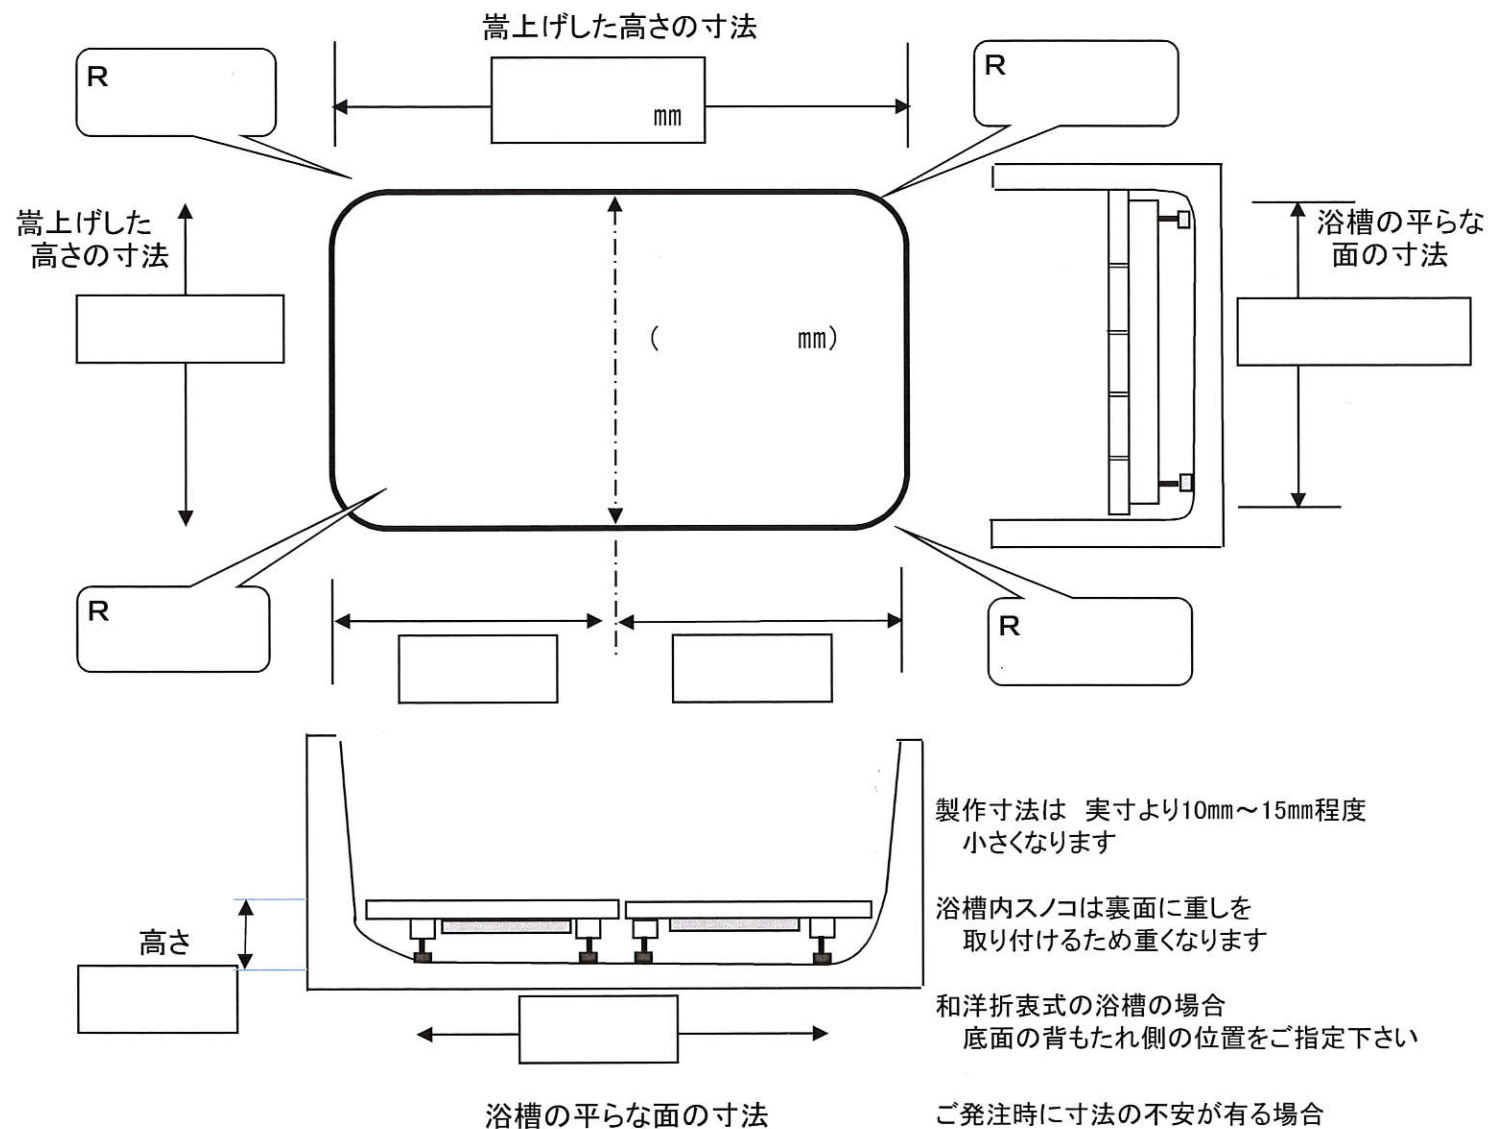 嵩上げした高さの寸法
R
R
mm
嵩上げした
高さの寸法
浴槽の平らな
面の寸法
( mm)
R
R
製作寸法は 実寸より10mm～15mm程度
小さくなります
浴槽内スノコは裏面に重しを
取り付けるため重くなります
高さ
和洋折衷式の浴槽の場合
底面の背もたれ側の位置をご指定下さい
浴槽の平らな面の寸法
ご発注時に寸法の不安が有る場合